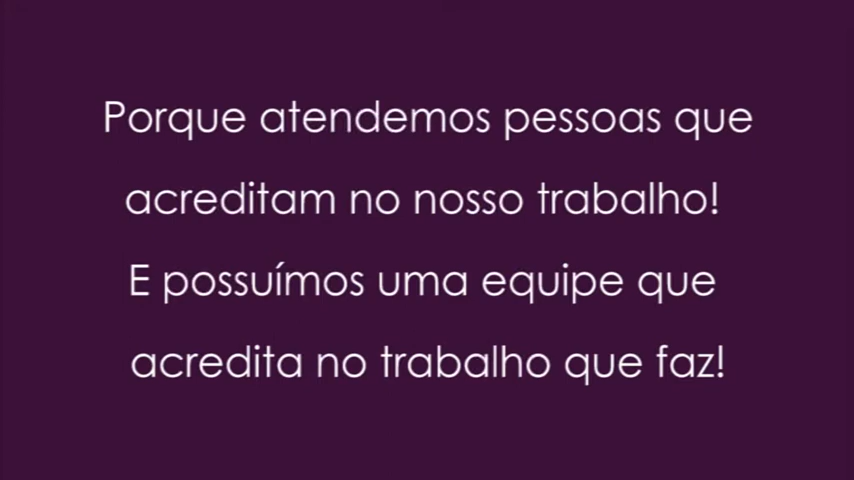 Porque atendemos pessoas que
acreditam no nosso trabalho!
E possuímos uma equipe que
acredita no trabalho que faz!